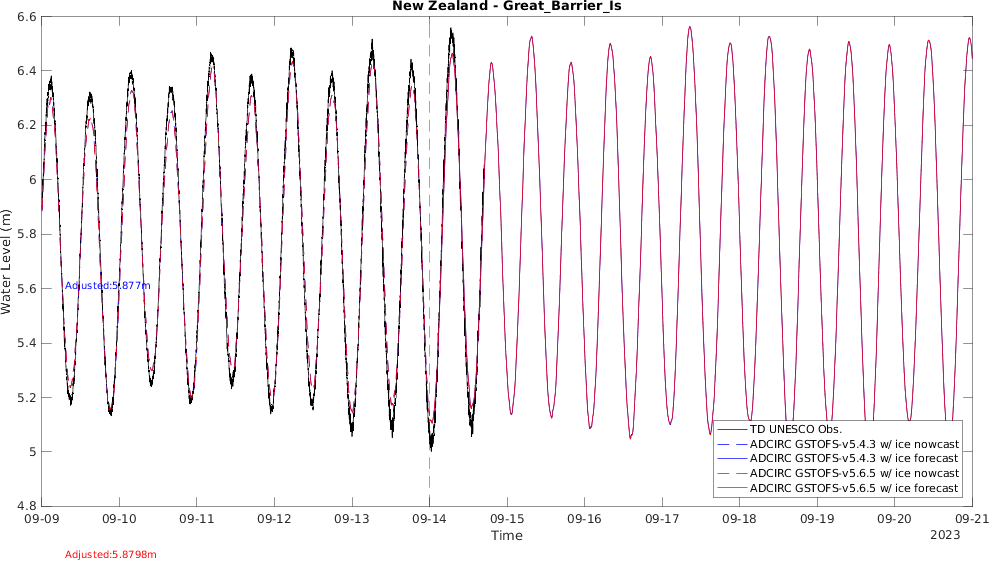 New Zealand - Great_Barrier_Is
6.6
6.4
6.2
6
5.8
5.6
5.4
5.2
5
4.8
Water Level (m)
Adjusted:5.877m
TD UNESCO Obs.
ADCIRC GSTOFS-v5.4.3 w/ ice nowcast
ADCIRC GSTOFS-v5.4.3 w/ ice forecast
ADCIRC GSTOFS-v5.6.5 w/ ice nowcast
ADCIRC GSTOFS-v5.6.5 w/ ice forecast
09-09 09-10 09-11 09-12 09-13 09-14 09-15 09-16 09-17 09-18 09-19 09-20 09-21
Time
2023
Adjusted:5.8798m